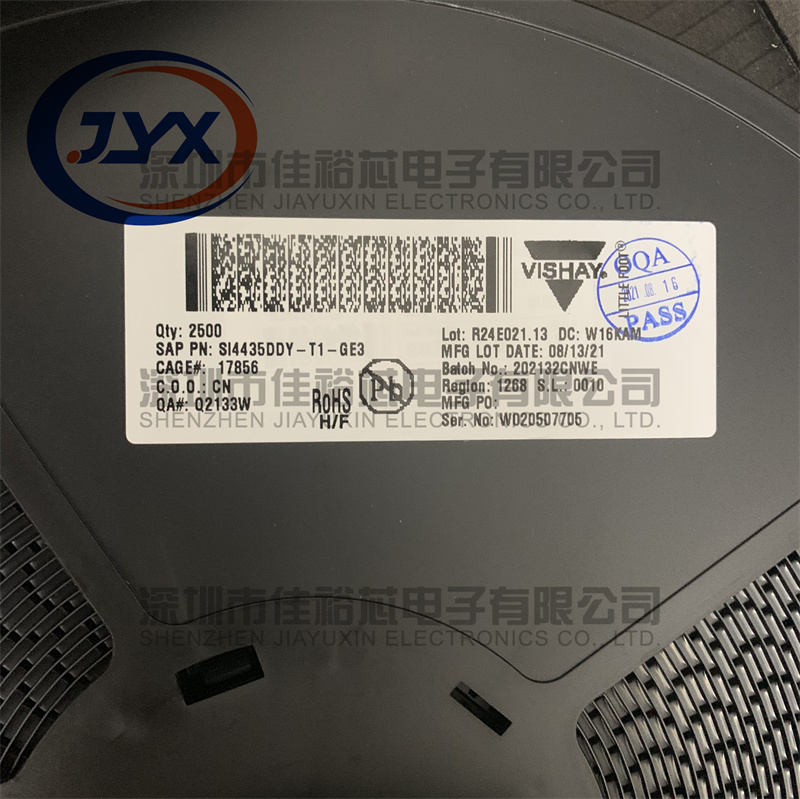 JYX
深圳市佳裕芯电子有限公司
SHENZHEN JIAYUXIN ELECTRONICS CO., LTD.
VISHAY®
LITTLE FOOT®
QQA
08. 16
PASS
Qty: 2500
SAP PN: SI4435DDY-T1-GE3
CAGE#: 17856
C.O.O.: CN
QA#: Q2133W
RoHS
H/F
Pb
Lot: R24E021.13 DC: W16KAM
MFG LOT DATE: 08/13/21
Batch No.: 202132CNWE
Region: 1268 S.L.: 0010
MFG PO:
Ser. No: WD20507705
深圳市佳裕芯电子有限公司
SHENZHEN JIAYUXIN ELECTRONICS CO., LTD.
深圳市佳裕芯电子有限公司
SHENZHEN JIAYUXIN ELECTRONICS CO., LTD.